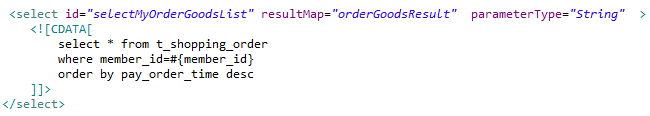 <select id="selectMyOrderGoodsList" resultMap="orderGoodsResult"  parameterType="String"  >
    <![CDATA[
        select * from t_shopping_order
        where member_id=#{member_id}
        order by pay_order_time desc
    ]]>
</select>